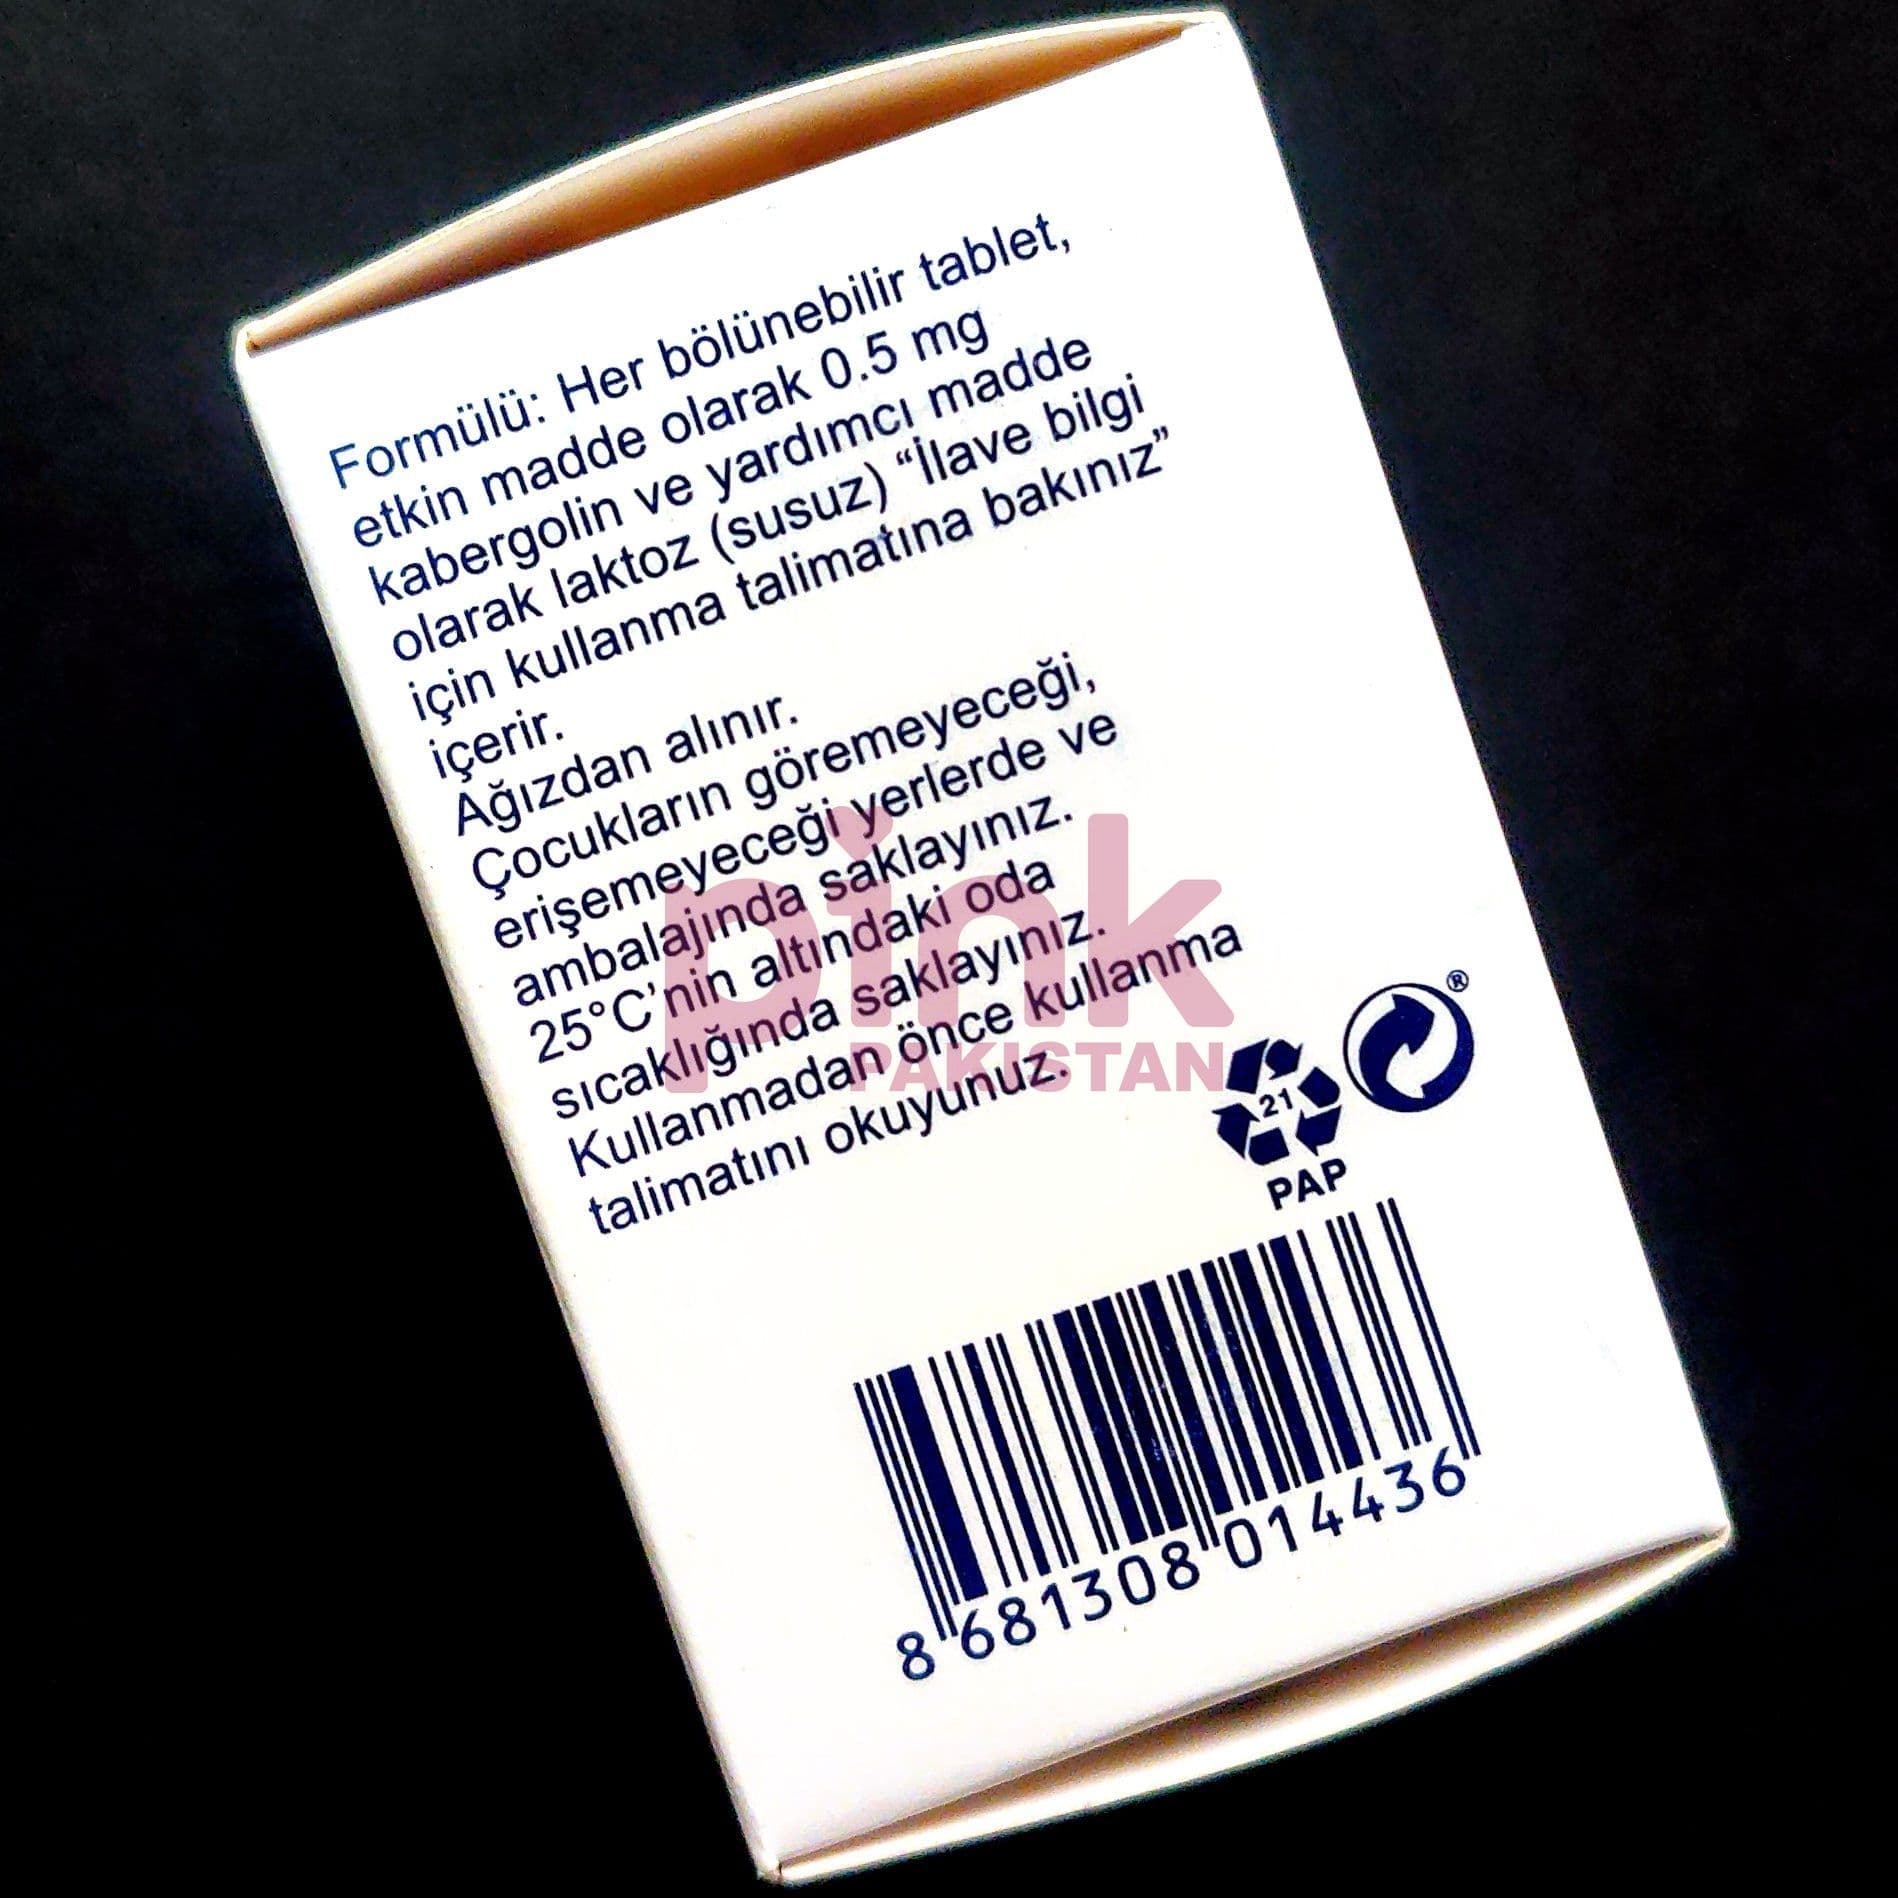 Formülü: Her bölünebilir tablet,
etkin madde olarak 0.5 mg
kabergolin ve yardımcı madde
olarak laktoz (susuz) “İlave bilgi
için kullanma talimatına bakınız”
içerir.
Ağızdan alınır.
Çocukların göremeyeceği,
erişemeyeceği yerlerde ve
ambalajında saklayınız.
25°C’nin altındaki oda
sıcaklığında saklayınız.
Kullanmadan önce kullanma
talimatını okuyunuz.
pink
PAKISTAN
®
21
PAP
8 681308 014436